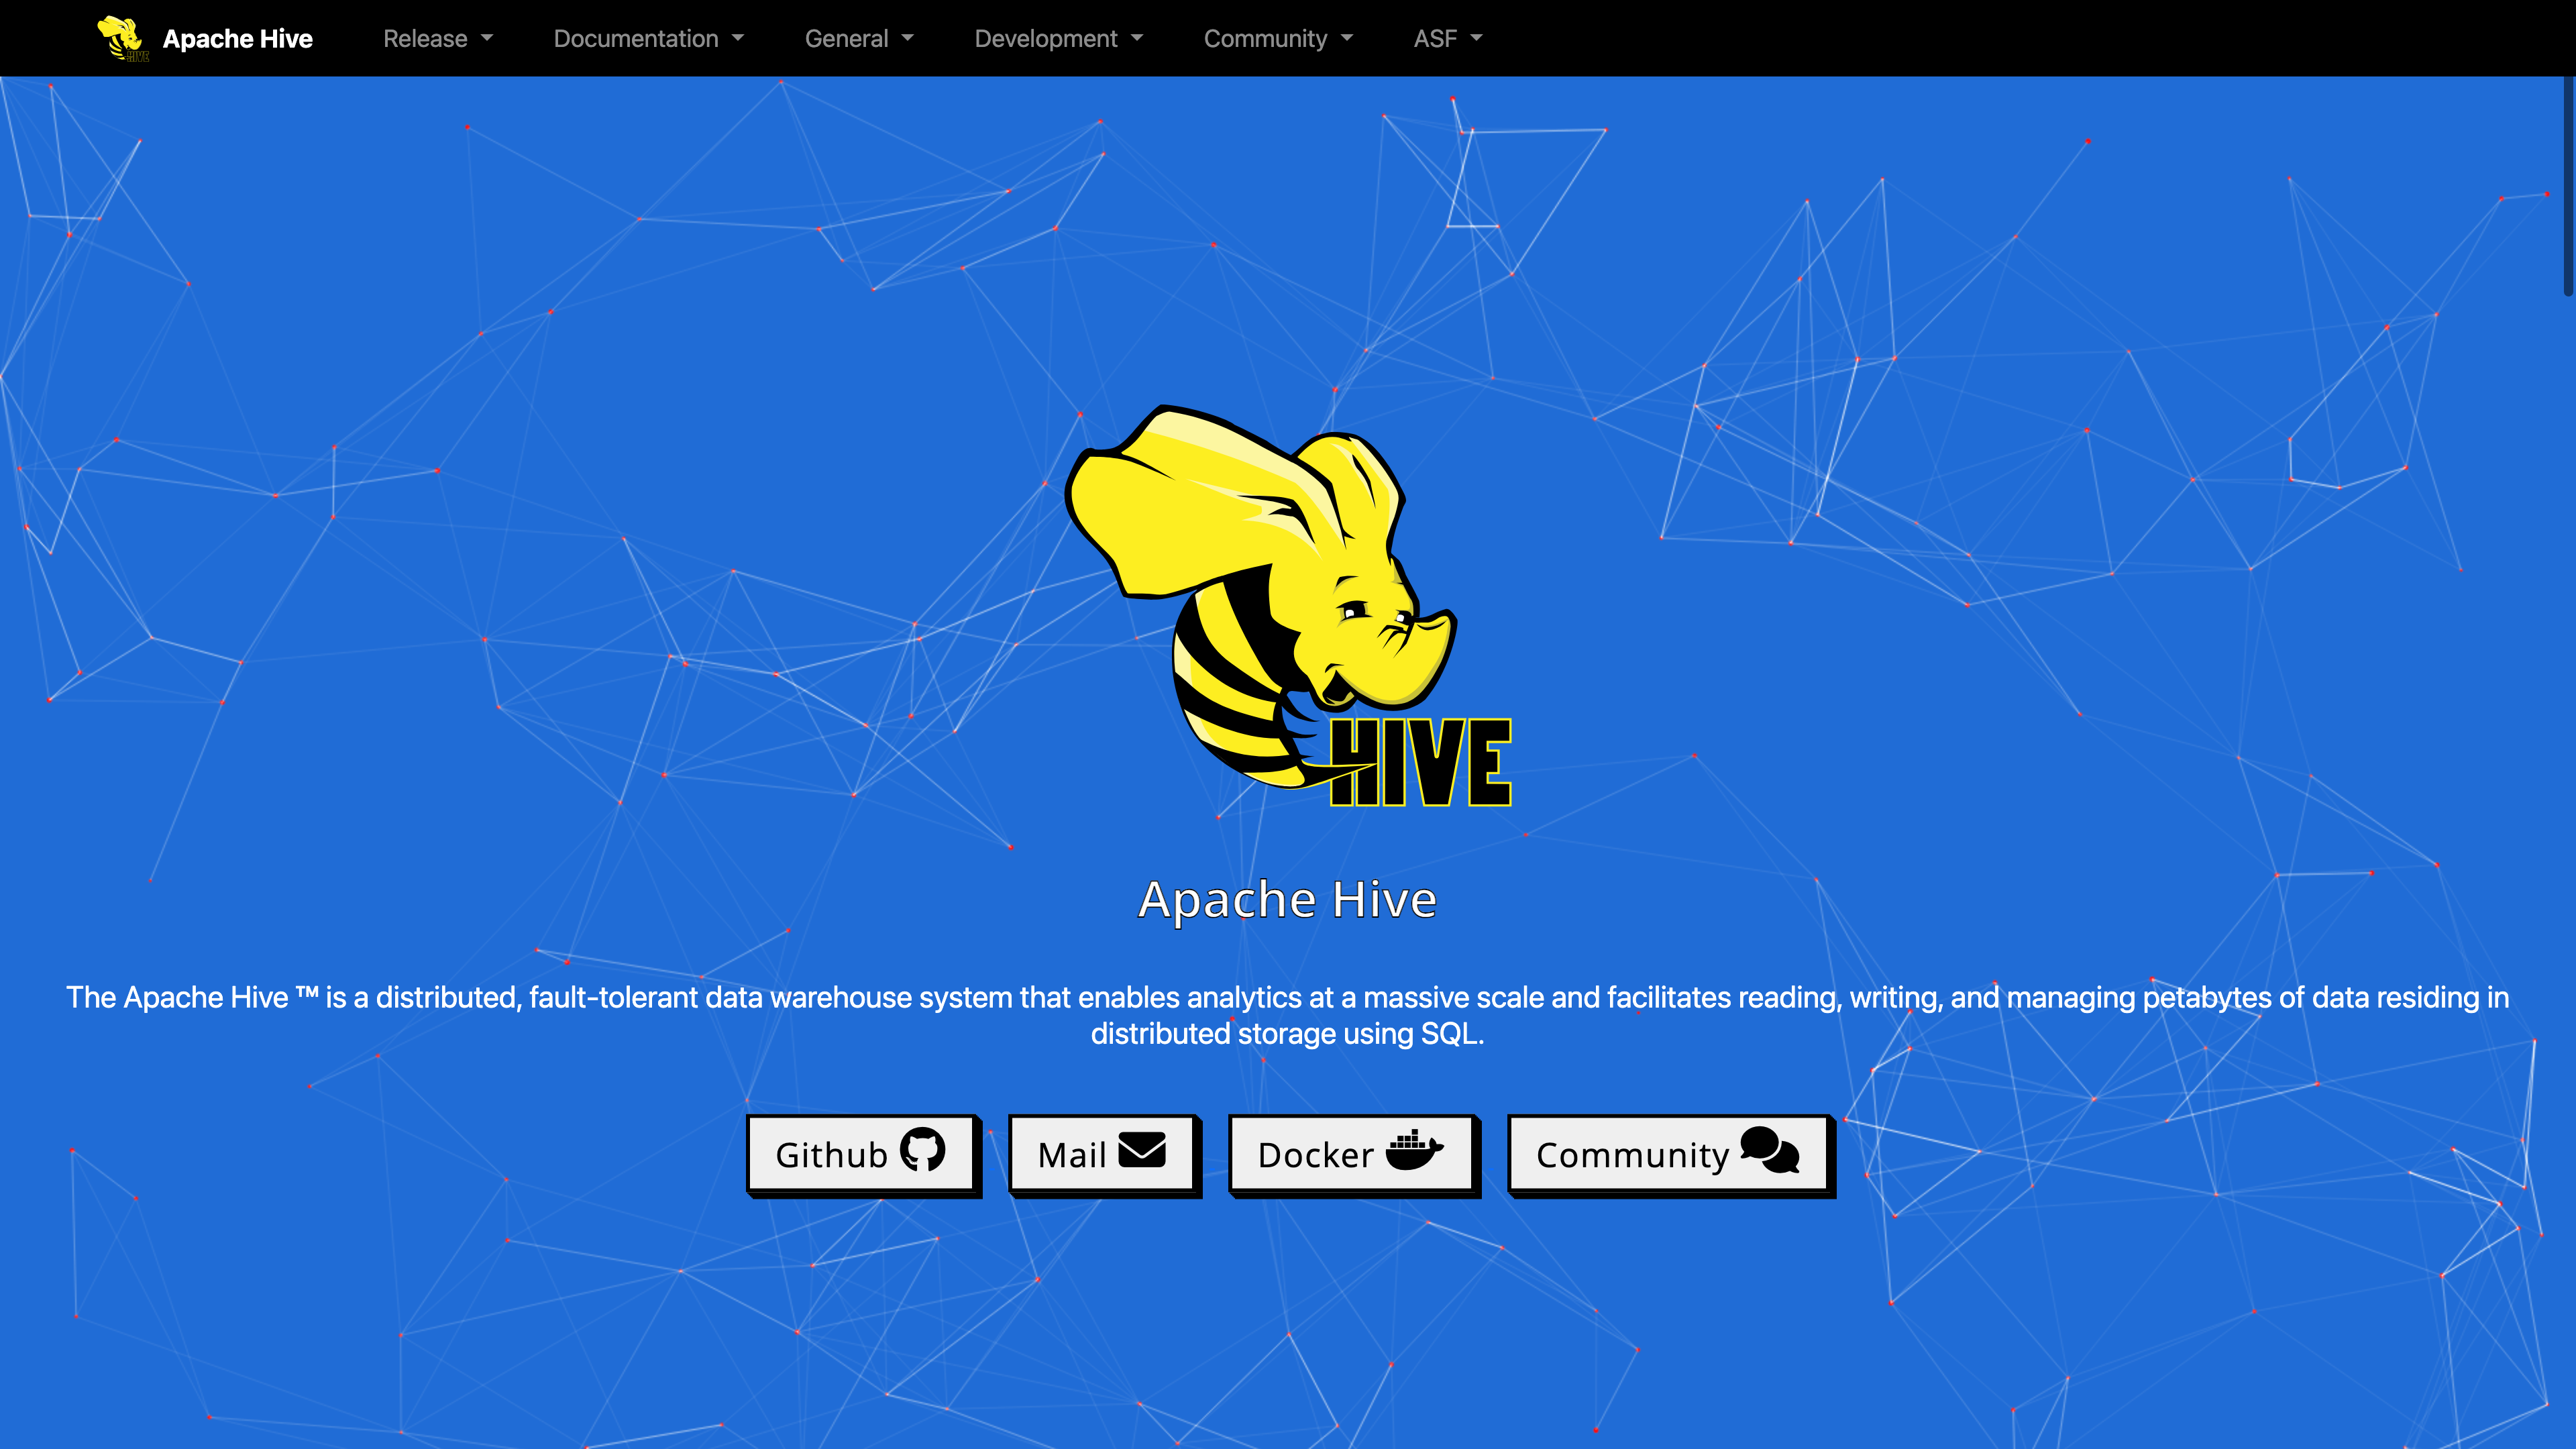 Apache Hive
Release
Documentation
General
Development
Community
ASF
HIVE
Apache Hive
The Apache Hive ™ is a distributed, fault-tolerant data warehouse system that enables analytics at a massive scale and facilitates reading, writing, and managing petabytes of data residing in
distributed storage using SQL.
Github
Mail
Docker
Community